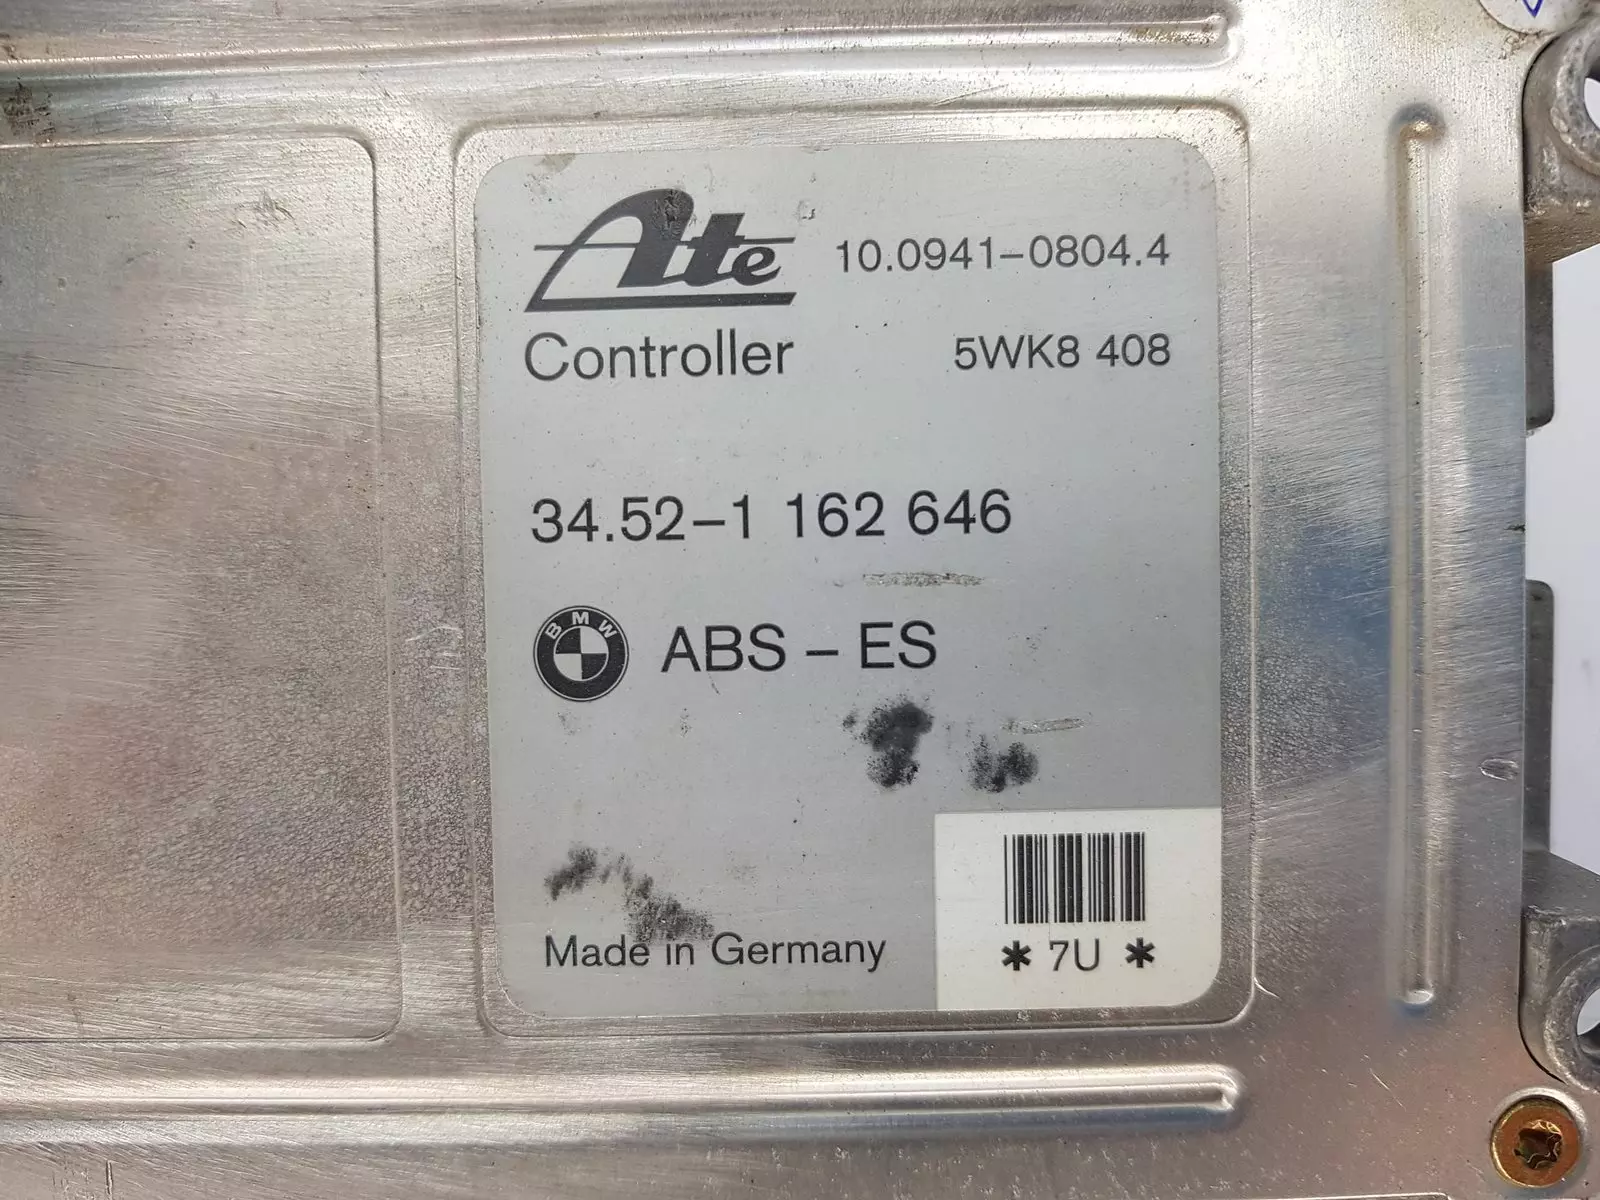 Ate 10.0941-0804.4
Controller 5WK8 408
34.52-1 162 646
BMW ABS - ES
Made in Germany
* 7U *